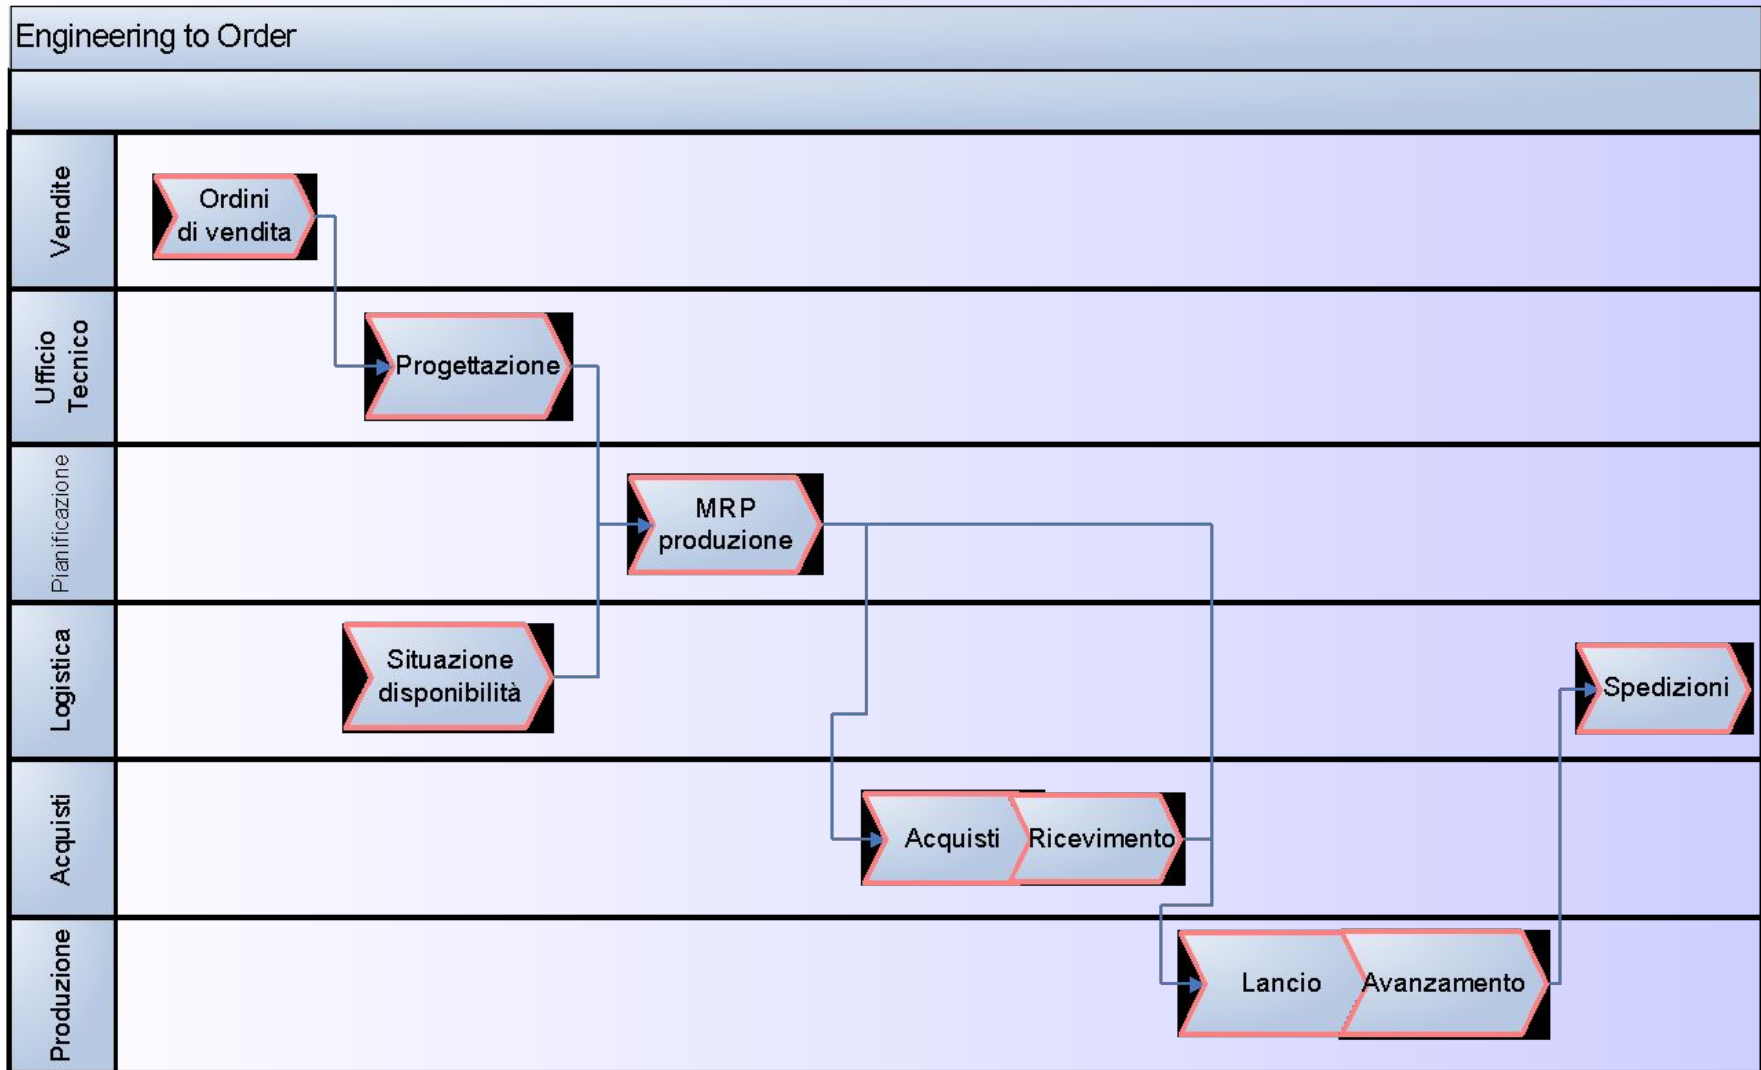 Engineering to Order
Vendite
Ordini
di vendita
Ufficio
Tecnico
Progettazione
Pianificazione
MRP
produzione
Logistica
Situazione
disponibilità
Spedizioni
Acquisti
Acquisti
Ricevimento
Produzione
Lancio
Avanzamento